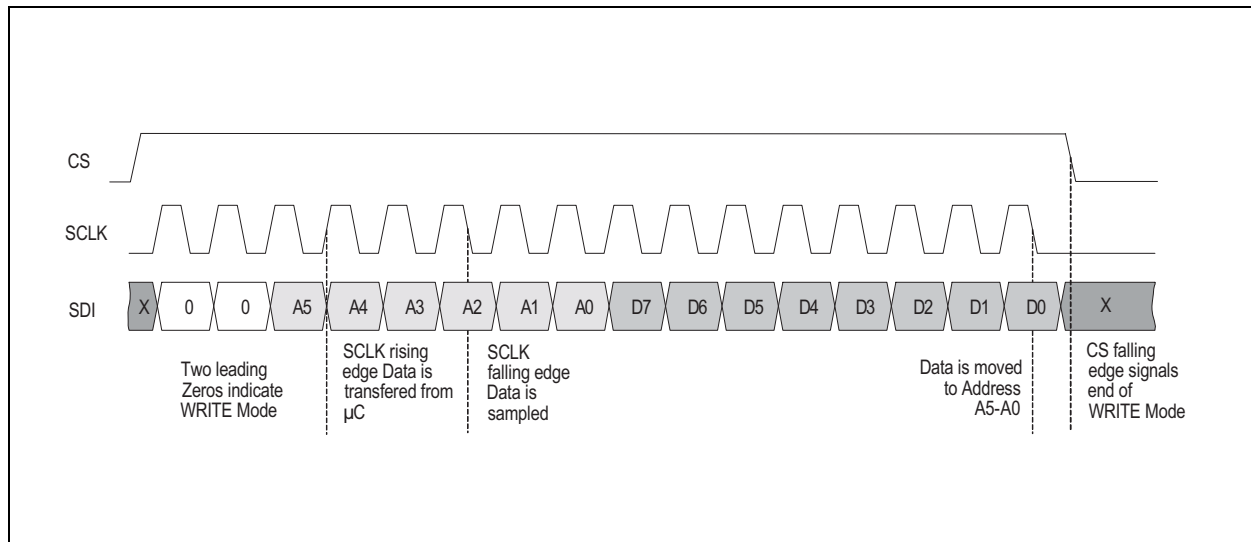 CS
SCLK
SDI
X 0 0 A5 A4 A3 A2 A1 A0 D7 D6 D5 D4 D3 D2 D1 D0 X
Two leading
Zeros indicate
WRITE Mode
SCLK rising
edge Data is
transfered from
µC
SCLK
falling edge
Data is
sampled
Data is moved
to Address
A5-A0
CS falling
edge signals
end of
WRITE Mode